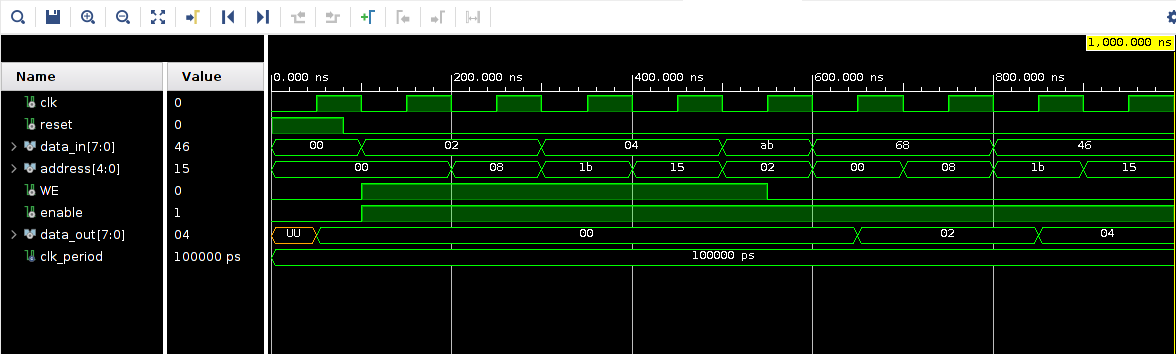 1,000.000 ns
Name Value
0.000 ns 200.000 ns 400.000 ns 600.000 ns 800.000 ns
clk 0
reset 0
data_in[7:0] 46 00 02 04 ab 68 46
address[4:0] 15 00 08 1b 15 02 00 08 1b 15
WE 0
enable 1
data_out[7:0] 04 UU 00 02 04
clk_period 100000 ps 100000 ps